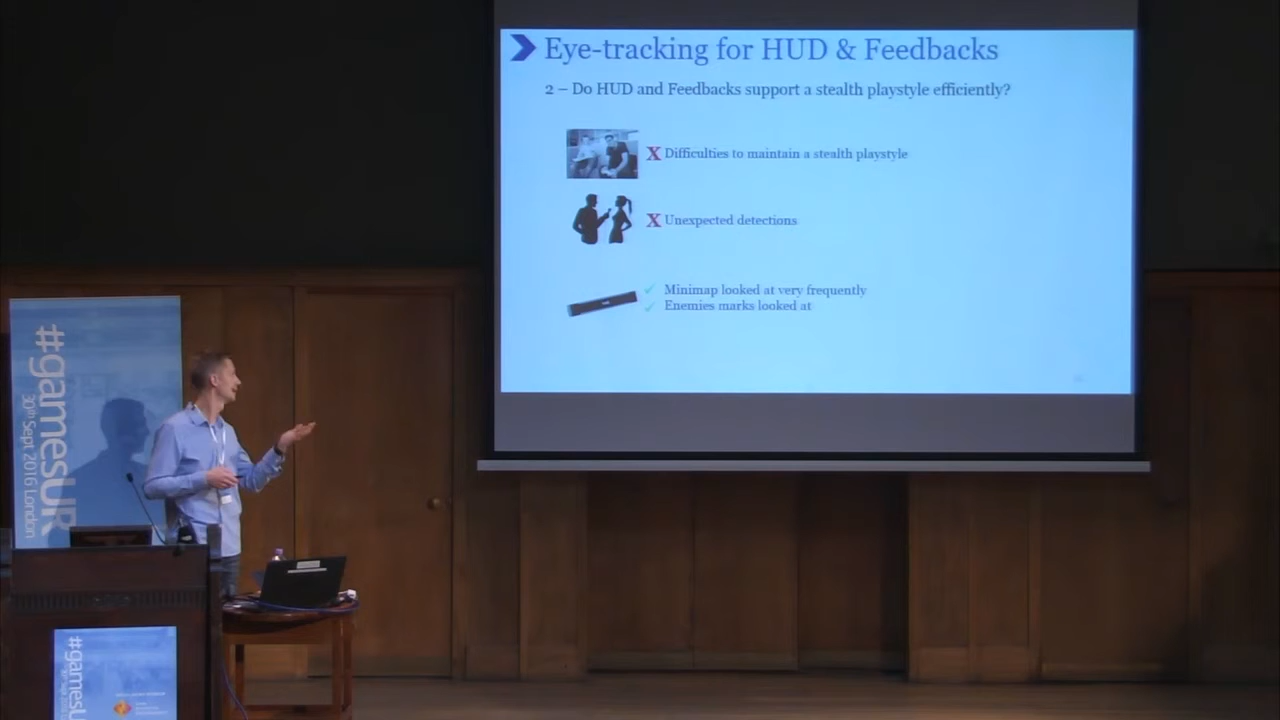 Eye-tracking for HUD & Feedbacks
2 – Do HUD and Feedbacks support a stealth playstyle efficiently?
X Difficulties to maintain a stealth playstyle
X Unexpected detections
✓ Minimap looked at very frequently
✓ Enemies marks looked at
#gamesUR
30th Sept 2016 London
#gamesU